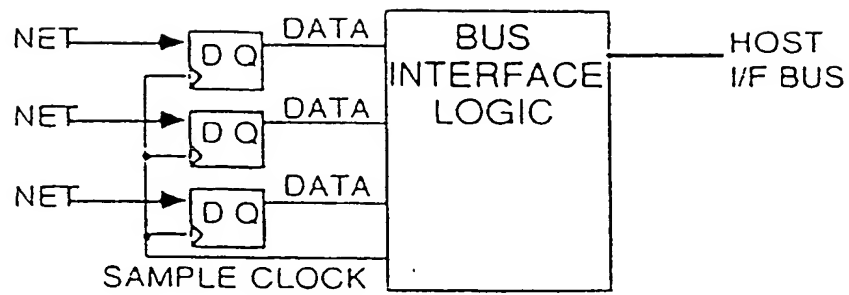 NET
D Q
DATA
NET
D Q
DATA
NET
D Q
DATA
SAMPLE CLOCK
BUS
INTERFACE
LOGIC
HOST
I/F BUS